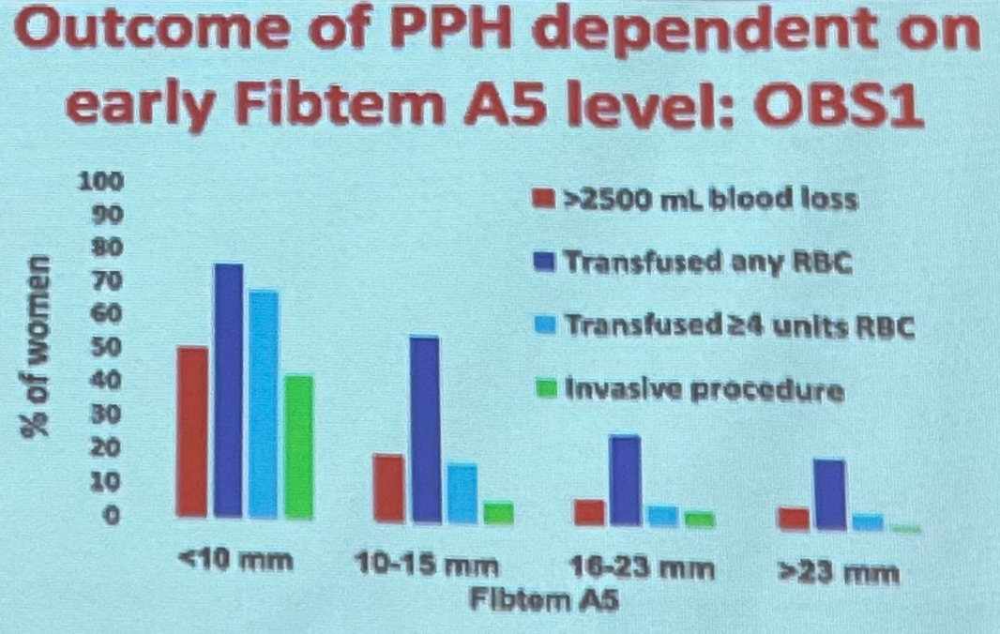 Outcome of PPH dependent on
early Fibtem A5 level: OBS1
100
90
80
70
60
50
40
30
20
10
0
% of women
>2500 mL blood loss
Transfused any RBC
Transfused ≥4 units RBC
Invasive procedure
<10 mm
10-15 mm
16-23 mm
>23 mm
Fibtem A5